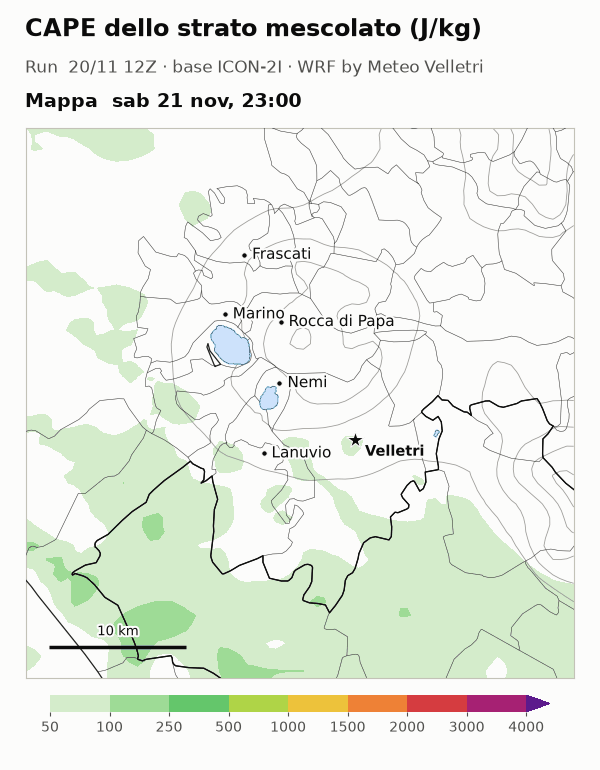 CAPE dello strato mescolato (J/kg)
Run  20/11 12Z · base ICON-2I · WRF by Meteo Velletri
Mappa  sab 21 nov, 23:00
Frascati
Marino
Rocca di Papa
Nemi
Velletri
Lanuvio
10 km
50 100 250 500 1000 1500 2000 3000 4000